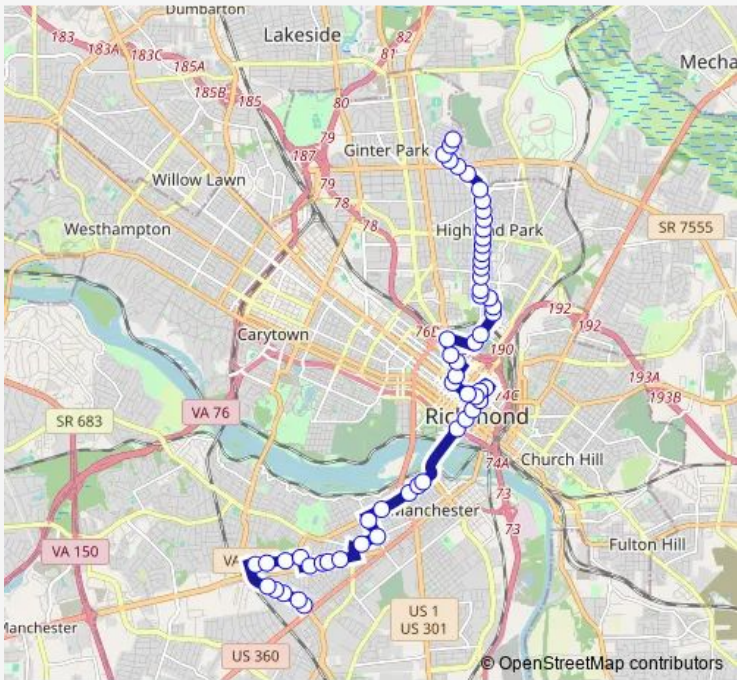 Dumbarton
Lakeside
183
82
81
183A
183C
185A
Mecha
185B
185
80
79
Ginter Park
187
Willow Lawn
79
78
78
Westhampton
High and Park
SR 7555
192
76B
192
Carytown
190
193A
VA 76
74C
193B
SR 683
Richmond
74A
Church Hill
73
Manchester
73
VA 150
VA
Fulton Hill
US 1
US 301
Manchester
US 360
© OpenStreetMap contributors